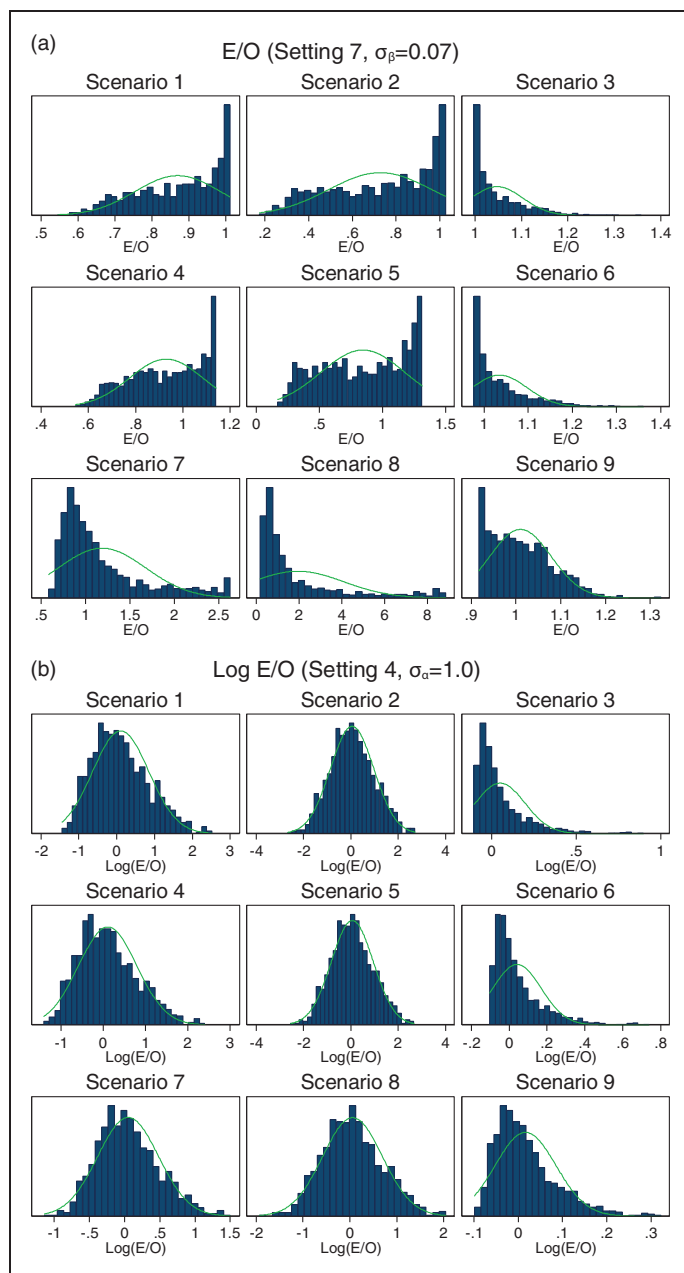 (a)
E/O (Setting 7, σβ=0.07)
Scenario 1 Scenario 2 Scenario 3
.5 .6 .7 .8 .9 1 .2 .4 .6 .8 1 1 1.1 1.2 1.3 1.4
E/O E/O E/O
Scenario 4 Scenario 5 Scenario 6
.4 .6 .8 1 1.2 0 .5 1 1.5 1 1.1 1.2 1.3 1.4
E/O E/O E/O
Scenario 7 Scenario 8 Scenario 9
.5 1 1.5 2 2.5 0 2 4 6 8 .9 1 1.1 1.2 1.3
E/O E/O E/O
(b)
Log E/O (Setting 4, σα=1.0)
Scenario 1 Scenario 2 Scenario 3
-2 -1 0 1 2 3 -4 -2 0 2 4 0 .5 1
Log(E/O) Log(E/O) Log(E/O)
Scenario 4 Scenario 5 Scenario 6
-1 0 1 2 3 -4 -2 0 2 4 -.2 0 .2 .4 .6 .8
Log(E/O) Log(E/O) Log(E/O)
Scenario 7 Scenario 8 Scenario 9
-1 -.5 0 .5 1 1.5 -2 -1 0 1 2 -.1 0 .1 .2 .3
Log(E/O) Log(E/O) Log(E/O)